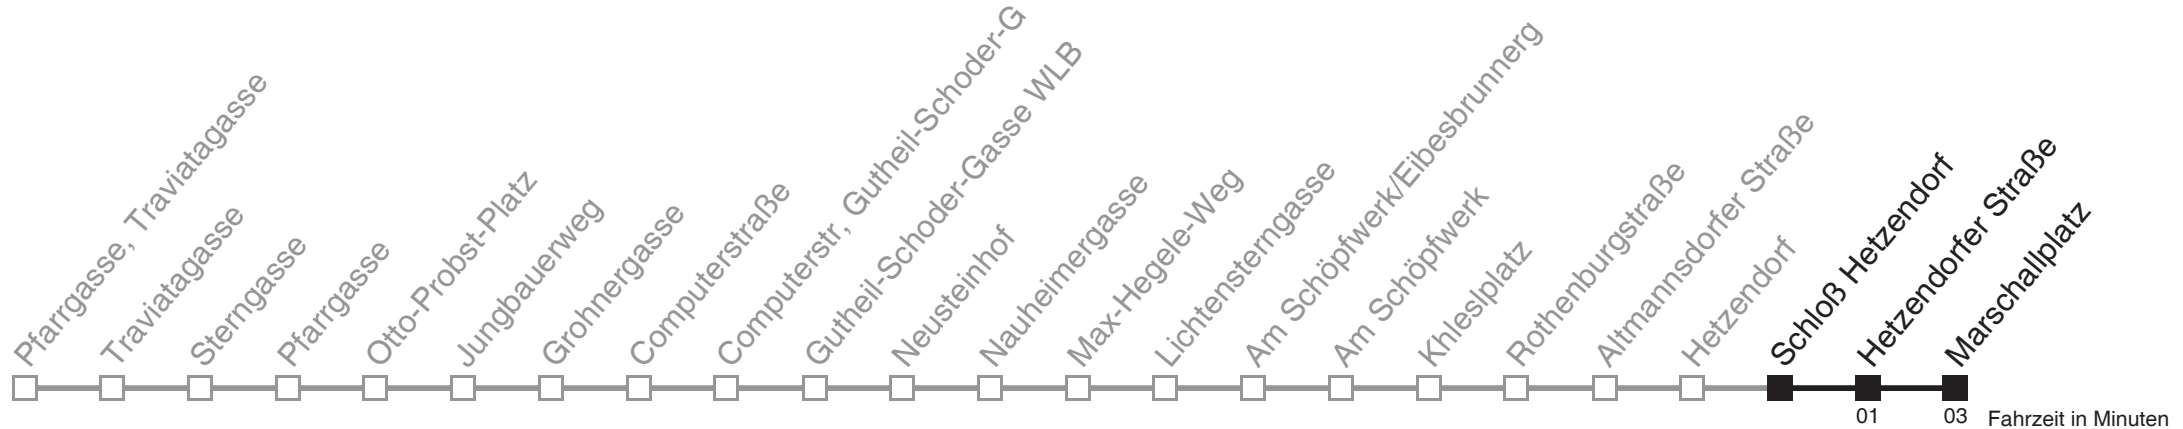 Pfarrgasse, Traviatagasse
Traviatagasse
Sterngasse
Pfarrgasse
Otto-Probst-Platz
Jungbauerweg
Grohnergasse
Computerstraße
Computerstr, Gutheil-Schoder-G
Gutheil-Schoder-Gasse WLB
Neusteinhof
Nauheimergasse
Max-Hegele-Weg
Lichtensterngasse
Am Schöpfwerk/Eibesbrunnerg
Am Schöpfwerk
Khleslplatz
Rothenburgstraße
Altmannsdorfer Straße
Hetzendorf
Schloß Hetzendorf
Hetzendorfer Straße
Marschallplatz
01
03
Fahrzeit in Minuten